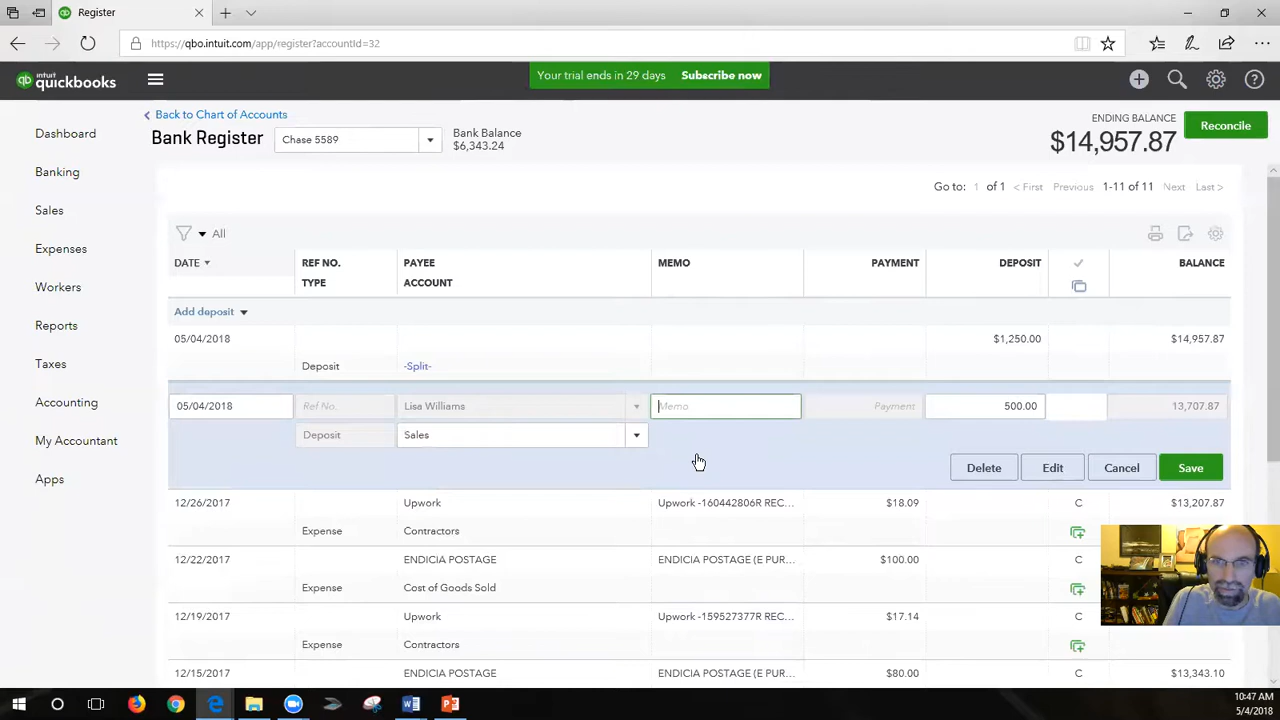 Register
https://qbo.intuit.com/app/register?accountId=32
qb intuit quickbooks
Your trial ends in 29 days Subscribe now
Back to Chart of Accounts
Bank Register
Chase 5589
Bank Balance
$6,343.24
ENDING BALANCE
$14,957.87
Reconcile
Dashboard
Banking
Sales
Expenses
Workers
Reports
Taxes
Accounting
My Accountant
Apps
Go to: 1 of 1 < First Previous 1-11 of 11 Next Last >
All
DATE REF NO. PAYEE MEMO PAYMENT DEPOSIT BALANCE
TYPE ACCOUNT
Add deposit
05/04/2018 $1,250.00 $14,957.87
Deposit -Split-
05/04/2018 Ref No. Lisa Williams Memo Payment 500.00 13,707.87
Deposit Sales
Delete Edit Cancel Save
12/26/2017 Upwork Upwork -160442806R REC... $18.09 C $13,207.87
Expense Contractors
12/22/2017 ENDICIA POSTAGE ENDICIA POSTAGE (E PUR... $100.00 C
Expense Cost of Goods Sold
12/19/2017 Upwork Upwork -159527377R REC... $17.14 C
Expense Contractors
12/15/2017 ENDICIA POSTAGE ENDICIA POSTAGE (E PUR... $80.00 C $13,343.10
10:47 AM
5/4/2018